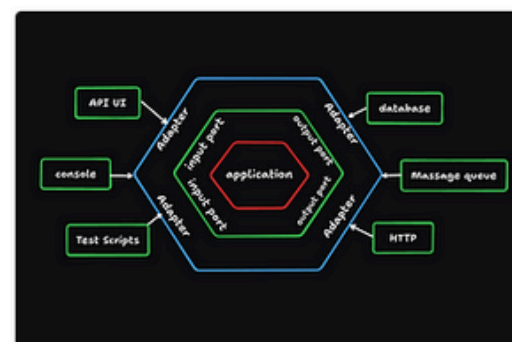 API UI
Adapter
input port
output port
Adapter
database
console
application
Massage queue
Test Scripts
Adapter
input port
output port
Adapter
HTTP